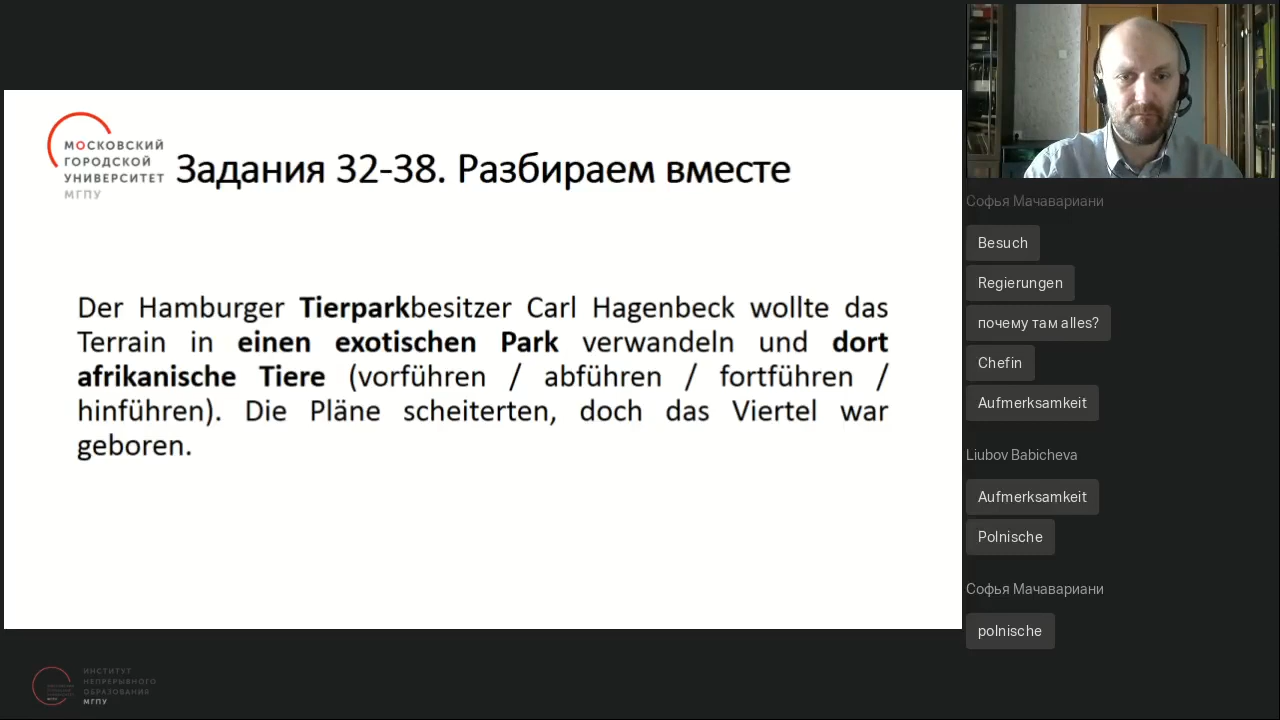 МОСКОВСКИЙ
ГОРОДСКОЙ
УНИВЕРСИТЕТ
МГПУ
Задания 32-38. Разбираем вместе
Der Hamburger Tierparkbesitzer Carl Hagenbeck wollte das
Terrain in einen exotischen Park verwandeln und dort
afrikanische Tiere (vorführen / abführen / fortführen /
hinführen). Die Pläne scheiterten, doch das Viertel war
geboren.
Софья Мачавариани
Besuch
Regierungen
почему там alles?
Chefin
Aufmerksamkeit
Liubov Babicheva
Aufmerksamkeit
Polnische
Софья Мачавариани
polnische
ИНСТИТУТ
НЕПРЕРЫВНОГО
ОБРАЗОВАНИЯ
МГПУ